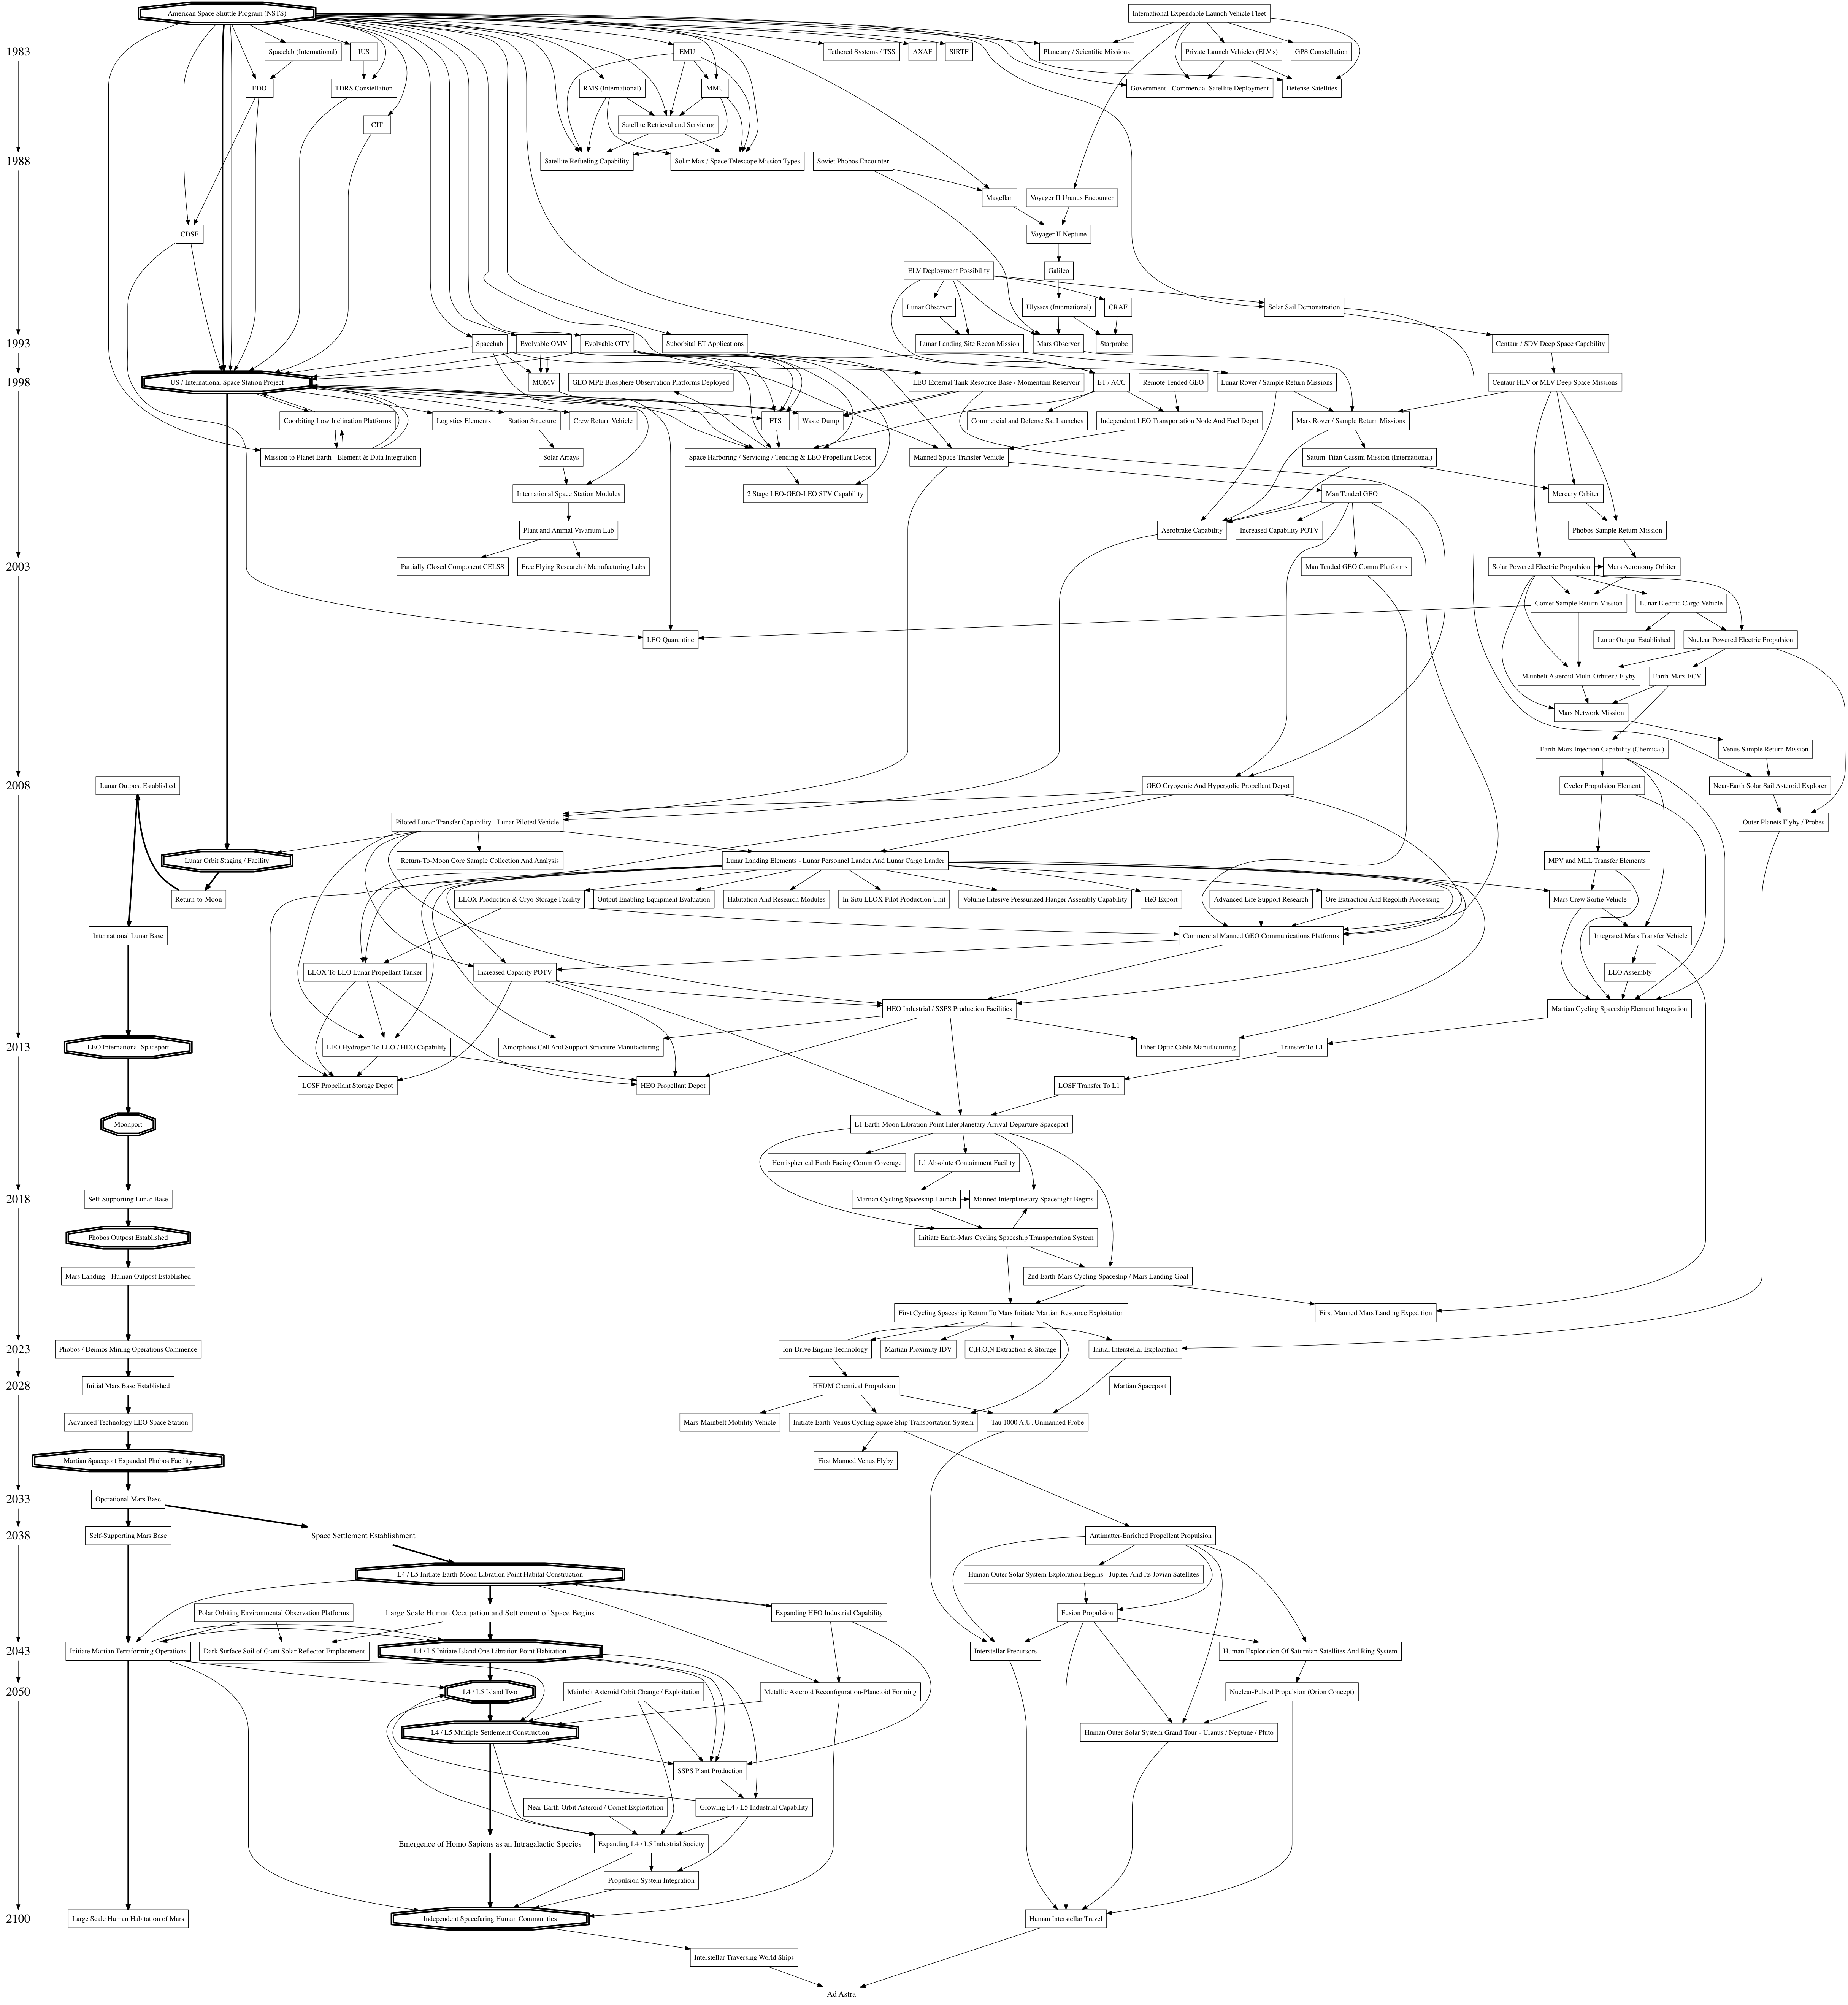 American Space Shuttle Program (NSTS)
International Expendable Launch Vehicle Fleet
1983
Spacelab (International)
IUS
EMU
Tethered Systems / TSS
AXAF
SIRTF
Planetary / Scientific Missions
Private Launch Vehicles (ELV's)
GPS Constellation
EDO
TDRS Constellation
RMS (International)
MMU
Government - Commercial Satellite Deployment
Defense Satellites
CIT
Satellite Retrieval and Servicing
1988
Satellite Refueling Capability
Solar Max / Space Telescope Mission Types
Soviet Phobos Encounter
Magellan
Voyager II Uranus Encounter
CDSF
Voyager II Neptune
ELV Deployment Possibility
Galileo
Lunar Observer
Ulysses (International)
CRAF
Solar Sail Demonstration
1993
Spacehab
Evolvable OMV
Evolvable OTV
Suborbital ET Applications
Lunar Landing Site Recon Mission
Mars Observer
Starprobe
Centaur / SDV Deep Space Capability
1998
US / International Space Station Project
MOMV
GEO MPE Biosphere Observation Platforms Deployed
LEO External Tank Resource Base / Momentum Reservoir
ET / ACC
Remote Tended GEO
Lunar Rover / Sample Return Missions
Centaur HLV or MLV Deep Space Missions
Coorbiting Low Inclination Platforms
Logistics Elements
Station Structure
Crew Return Vehicle
FTS
Waste Dump
Commercial and Defense Sat Launches
Independent LEO Transportation Node And Fuel Depot
Mars Rover / Sample Return Missions
Mission to Planet Earth - Element & Data Integration
Solar Arrays
Space Harboring / Servicing / Tending & LEO Propellant Depot
Manned Space Transfer Vehicle
Saturn-Titan Cassini Mission (International)
International Space Station Modules
2 Stage LEO-GEO-LEO STV Capability
Man Tended GEO
Mercury Orbiter
Plant and Animal Vivarium Lab
Aerobrake Capability
Increased Capability POTV
Phobos Sample Return Mission
2003
Partially Closed Component CELSS
Free Flying Research / Manufacturing Labs
Man Tended GEO Comm Platforms
Solar Powered Electric Propulsion
Mars Aeronomy Orbiter
Comet Sample Return Mission
Lunar Electric Cargo Vehicle
LEO Quarantine
Lunar Output Established
Nuclear Powered Electric Propulsion
Mainbelt Asteroid Multi-Orbiter / Flyby
Earth-Mars ECV
Mars Network Mission
Earth-Mars Injection Capability (Chemical)
Venus Sample Return Mission
2008
Lunar Outpost Established
GEO Cryogenic And Hypergolic Propellant Depot
Cycler Propulsion Element
Near-Earth Solar Sail Asteroid Explorer
Piloted Lunar Transfer Capability - Lunar Piloted Vehicle
Outer Planets Flyby / Probes
Lunar Orbit Staging / Facility
Return-To-Moon Core Sample Collection And Analysis
Lunar Landing Elements - Lunar Personnel Lander And Lunar Cargo Lander
MPV and MLL Transfer Elements
Return-to-Moon
LLOX Production & Cryo Storage Facility
Output Enabling Equipment Evaluation
Habitation And Research Modules
In-Situ LLOX Pilot Production Unit
Volume Intesive Pressurized Hanger Assembly Capability
He3 Export
Advanced Life Support Research
Ore Extraction And Regolith Processing
Mars Crew Sortie Vehicle
International Lunar Base
Commercial Manned GEO Communications Platforms
Integrated Mars Transfer Vehicle
LLOX To LLO Lunar Propellant Tanker
Increased Capacity POTV
LEO Assembly
HEO Industrial / SSPS Production Facilities
Martian Cycling Spaceship Element Integration
2013
LEO International Spaceport
LEO Hydrogen To LLO / HEO Capability
Amorphous Cell And Support Structure Manufacturing
Fiber-Optic Cable Manufacturing
Transfer To L1
LOSF Propellant Storage Depot
HEO Propellant Depot
LOSF Transfer To L1
Moonport
L1 Earth-Moon Libration Point Interplanetary Arrival-Departure Spaceport
Hemispherical Earth Facing Comm Coverage
L1 Absolute Containment Facility
2018
Self-Supporting Lunar Base
Martian Cycling Spaceship Launch
Manned Interplanetary Spaceflight Begins
Phobos Outpost Established
Initiate Earth-Mars Cycling Spaceship Transportation System
Mars Landing - Human Outpost Established
2nd Earth-Mars Cycling Spaceship / Mars Landing Goal
First Cycling Spaceship Return To Mars Initiate Martian Resource Exploitation
First Manned Mars Landing Expedition
2023
Phobos / Deimos Mining Operations Commence
Ion-Drive Engine Technology
Martian Proximity IDV
C,H,O,N Extraction & Storage
Initial Interstellar Exploration
2028
Initial Mars Base Established
HEDM Chemical Propulsion
Martian Spaceport
Advanced Technology LEO Space Station
Mars-Mainbelt Mobility Vehicle
Initiate Earth-Venus Cycling Space Ship Transportation System
Tau 1000 A.U. Unmanned Probe
Martian Spaceport Expanded Phobos Facility
First Manned Venus Flyby
2033
Operational Mars Base
2038
Self-Supporting Mars Base
Space Settlement Establishment
Antimatter-Enriched Propellent Propulsion
L4 / L5 Initiate Earth-Moon Libration Point Habitat Construction
Human Outer Solar System Exploration Begins - Jupiter And Its Jovian Satellites
Polar Orbiting Environmental Observation Platforms
Large Scale Human Occupation and Settlement of Space Begins
Expanding HEO Industrial Capability
Fusion Propulsion
2043
Initiate Martian Terraforming Operations
Dark Surface Soil of Giant Solar Reflector Emplacement
L4 / L5 Initiate Island One Libration Point Habitation
Interstellar Precursors
Human Exploration Of Saturnian Satellites And Ring System
2050
L4 / L5 Island Two
Mainbelt Asteroid Orbit Change / Exploitation
Metallic Asteroid Reconfiguration-Planetoid Forming
Nuclear-Pulsed Propulsion (Orion Concept)
L4 / L5 Multiple Settlement Construction
Human Outer Solar System Grand Tour - Uranus / Neptune / Pluto
SSPS Plant Production
Near-Earth-Orbit Asteroid / Comet Exploitation
Growing L4 / L5 Industrial Capability
Emergence of Homo Sapiens as an Intragalactic Species
Expanding L4 / L5 Industrial Society
Propulsion System Integration
2100
Large Scale Human Habitation of Mars
Independent Spacefaring Human Communities
Human Interstellar Travel
Interstellar Traversing World Ships
Ad Astra